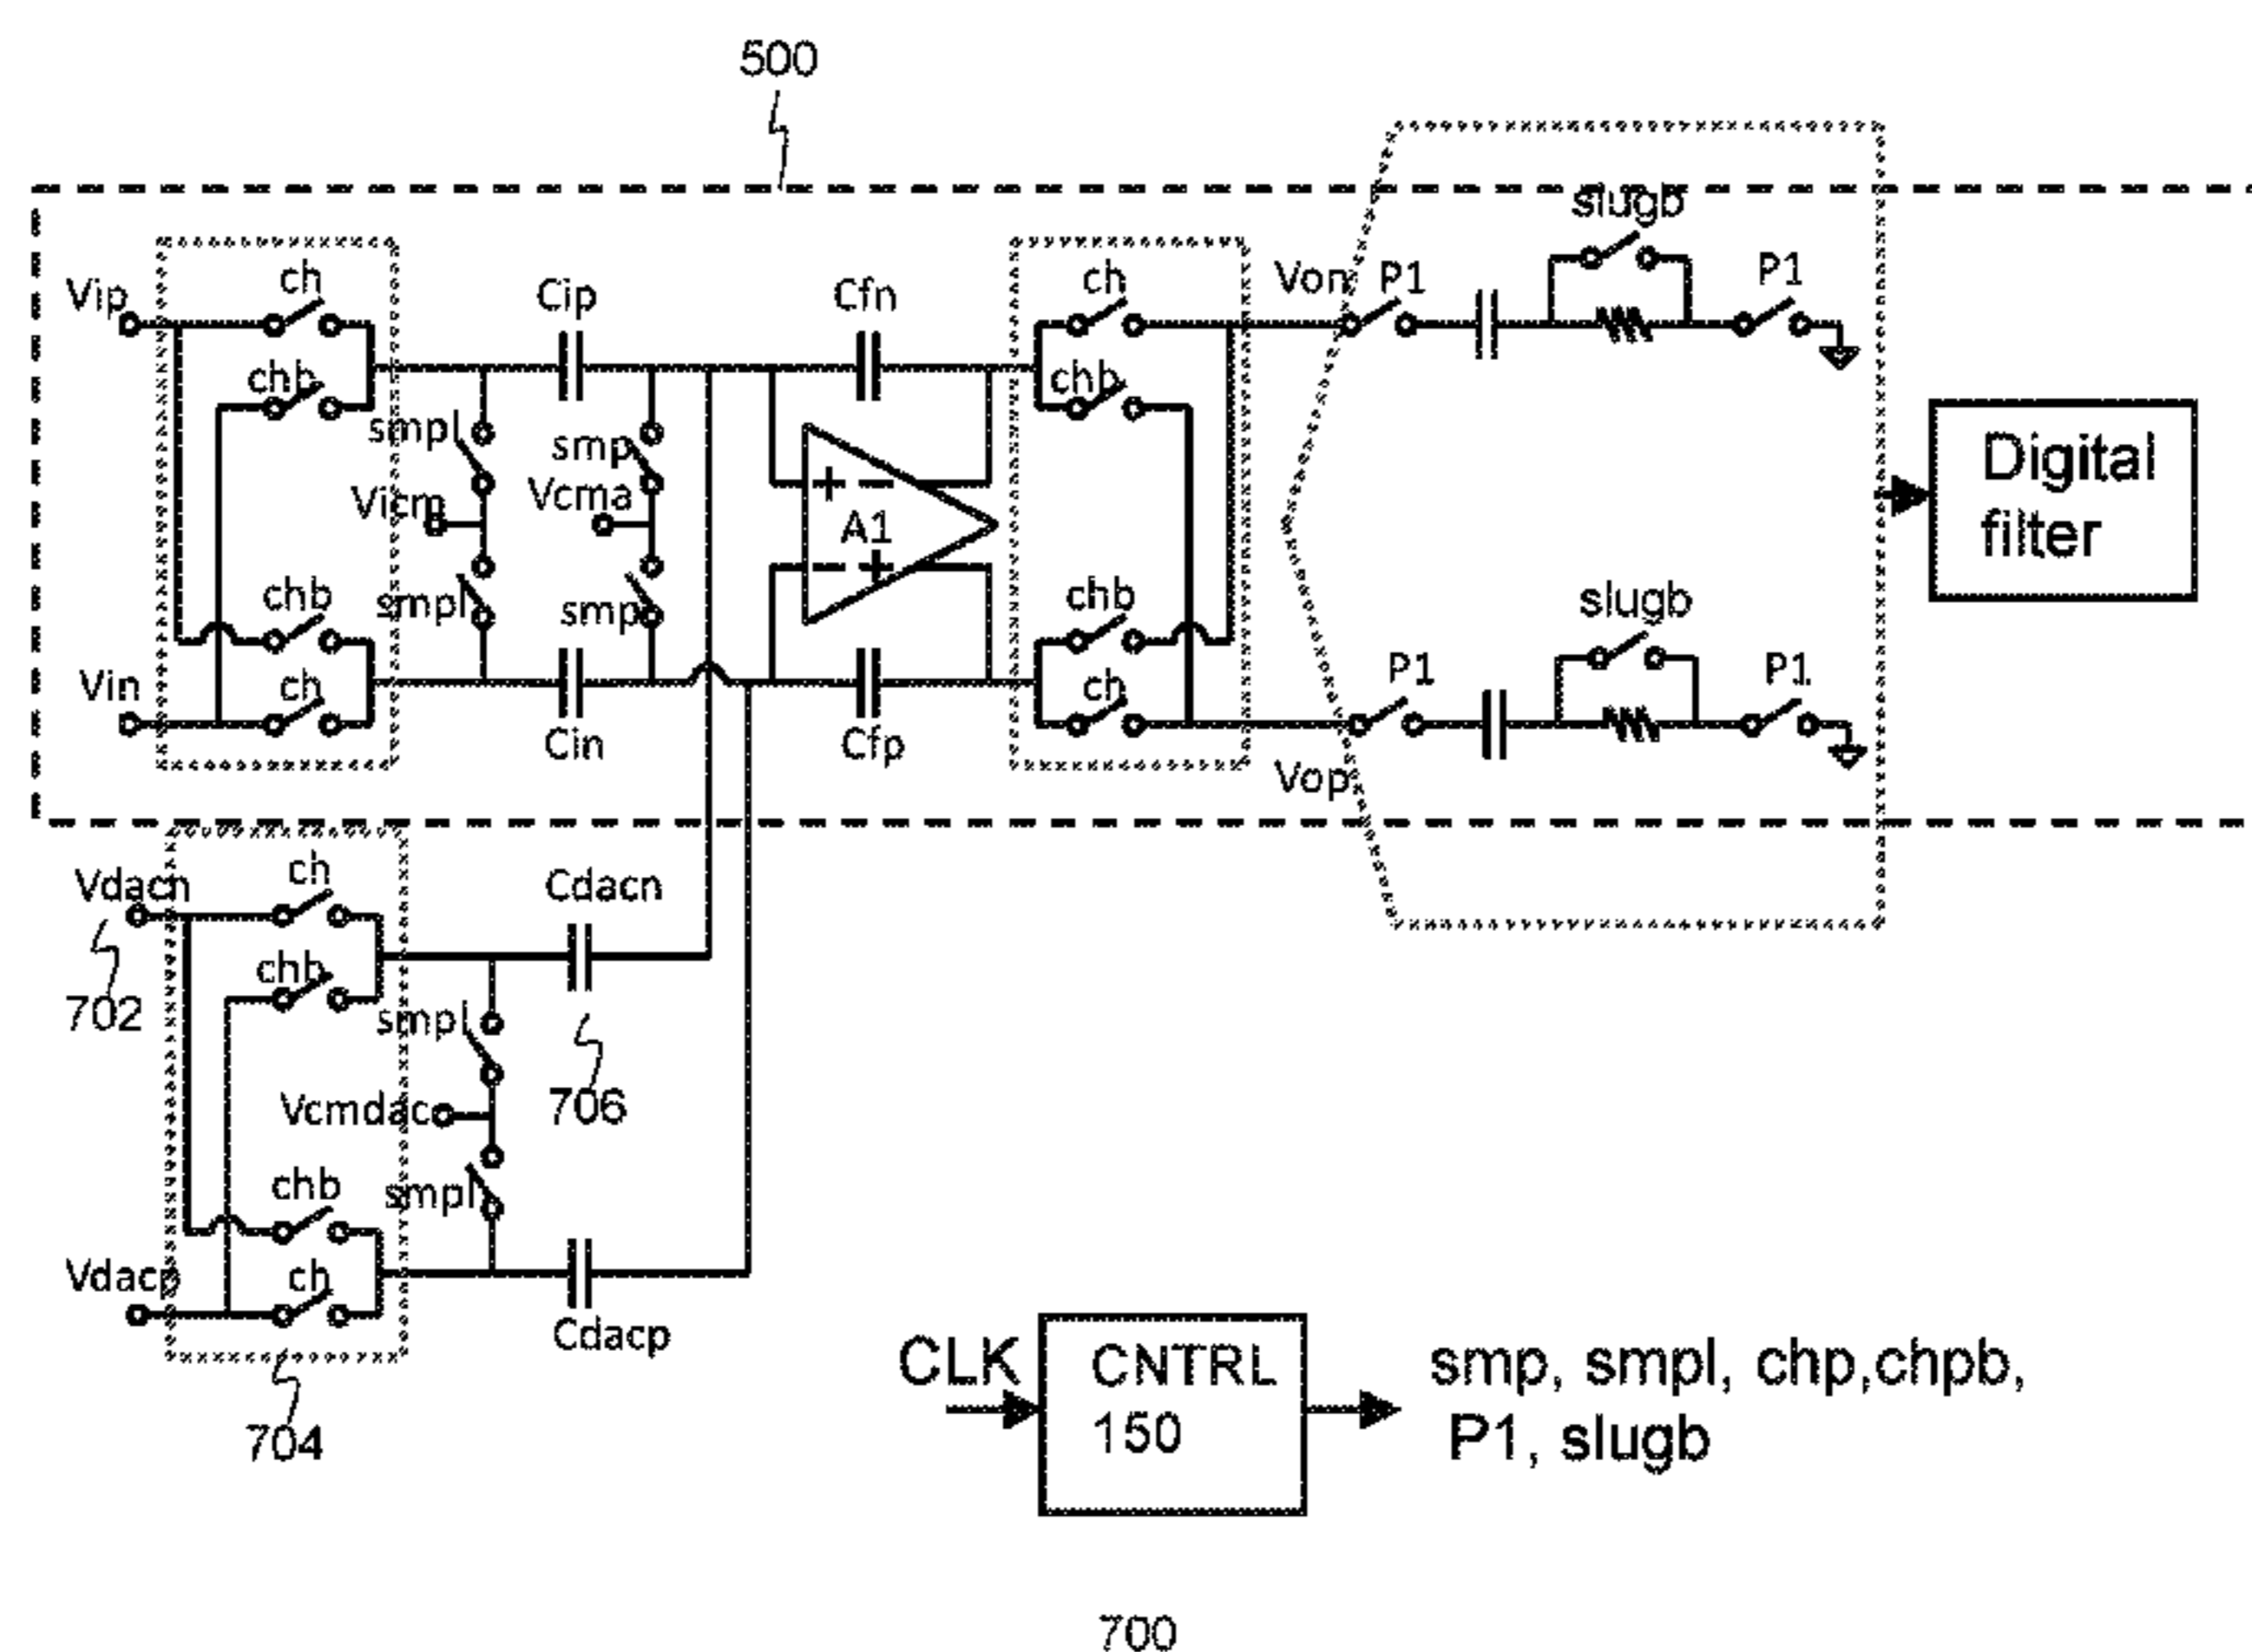 500
slugb
Vip
ch
Cip
Cfn
ch
Von
P1
P1
chb
chb
smpl
smp
Vicm
Vcma
+ -
A1
- +
Digital
filter
chb
smpl
smp
chb
slugb
Vin
ch
Cin
Cfp
ch
P1
P1
Vop
Vdacn
ch
Cdacn
702
chb
smpl
706
Vcmdac
chb
smpl
Vdacp
ch
Cdacp
704
CLK
CNTRL
150
smp, smpl, chp,chpb,
P1, slugb
700